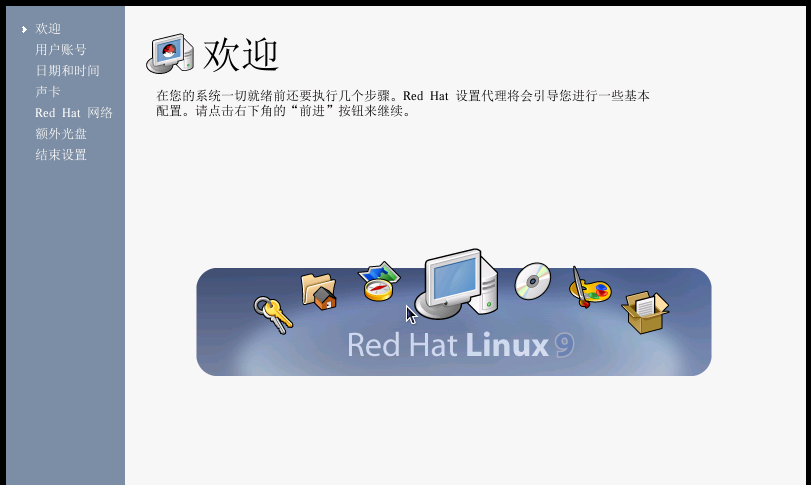 欢迎
用户账号
日期和时间
声卡
Red Hat 网络
额外光盘
结束设置
欢迎
在您的系统一切就绪前还要执行几个步骤。Red Hat 设置代理将会引导您进行一些基本
配置。请点击右下角的“前进”按钮来继续。
Red Hat Linux 9